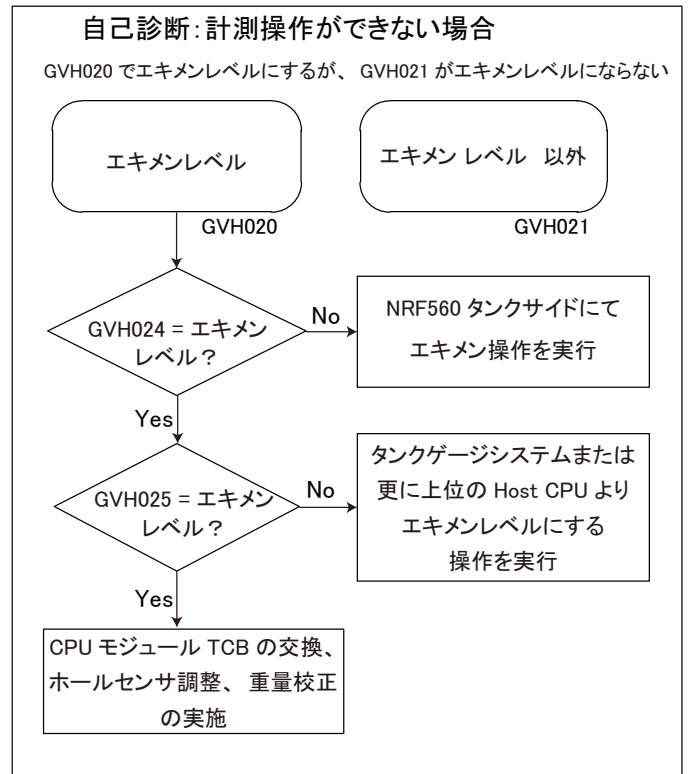 自己診断：計測操作ができない場合
GVH020 でエキメンレベルにするが、 GVH021 がエキメンレベルにならない
エキメンレベル
GVH020
エキメン レベル 以外
GVH021
GVH024 = エキメン
レベル？
No
NRF560 タンクサイドにて
エキメン操作を実行
Yes
GVH025 = エキメン
レベル？
No
タンクゲージシステムまたは
更に上位の Host CPU より
エキメンレベルにする
操作を実行
Yes
CPU モジュール TCB の交換、
ホールセンサ調整、 重量校正
の実施